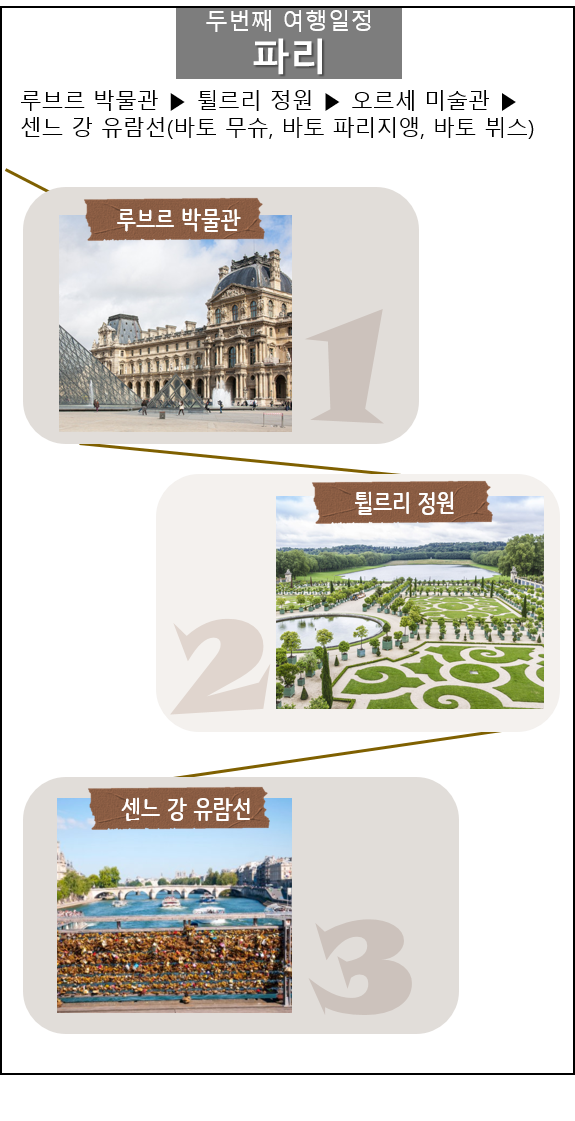 두번째 여행일정
파리
루브르 박물관 ▶ 튈르리 정원 ▶ 오르세 미술관 ▶
센느 강 유람선(바토 무슈, 바토 파리지앵, 바토 뷔스)
루브르 박물관
1
튈르리 정원
2
센느 강 유람선
3